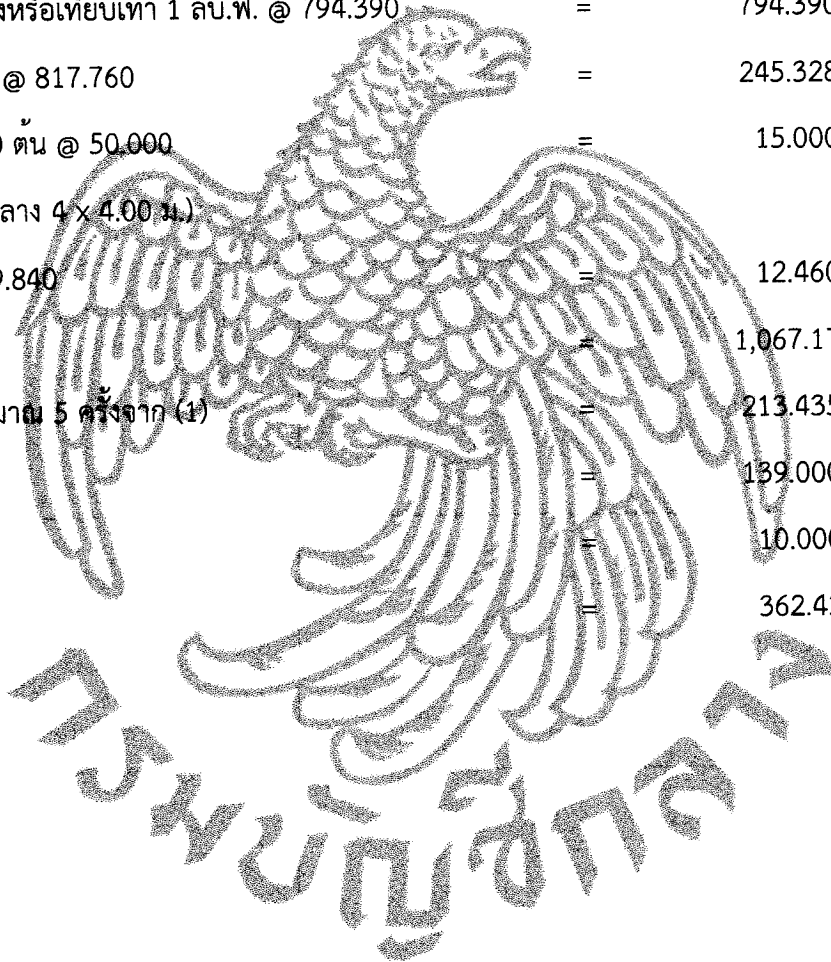 งหรือเทียบเท่า 1 ลบ.ฟ. @ 794.390 = 794.390
@ 817.760 = 245.328
ต้น @ 50.000 = 15.000
ลาง 4 x 4.00 ม.)
9.840 = 12.460
= 1,067.17
มาณ 5 ครั้งจาก (1) = 213.435
= 139.000
= 10.000
= 362.43
กรมบัญชีกลาง